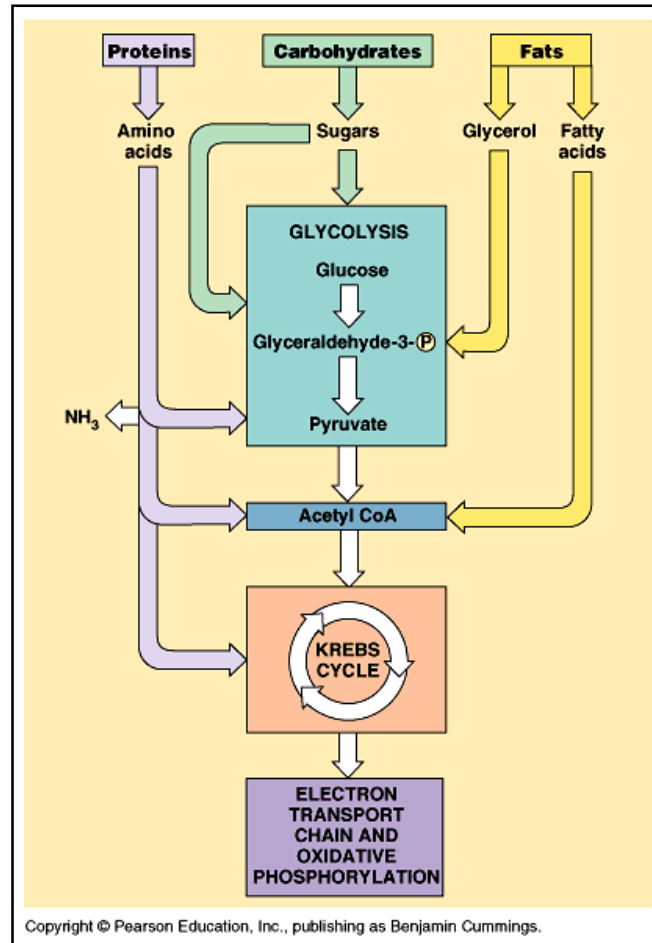 Proteins
Carbohydrates
Fats
Amino
acids
Sugars
Glycerol
Fatty
acids
GLYCOLYSIS
Glucose
Glyceraldehyde-3-P
NH3
Pyruvate
Acetyl CoA
KREBS
CYCLE
ELECTRON
TRANSPORT
CHAIN AND
OXIDATIVE
PHOSPHORYLATION
Copyright © Pearson Education, Inc., publishing as Benjamin Cummings.